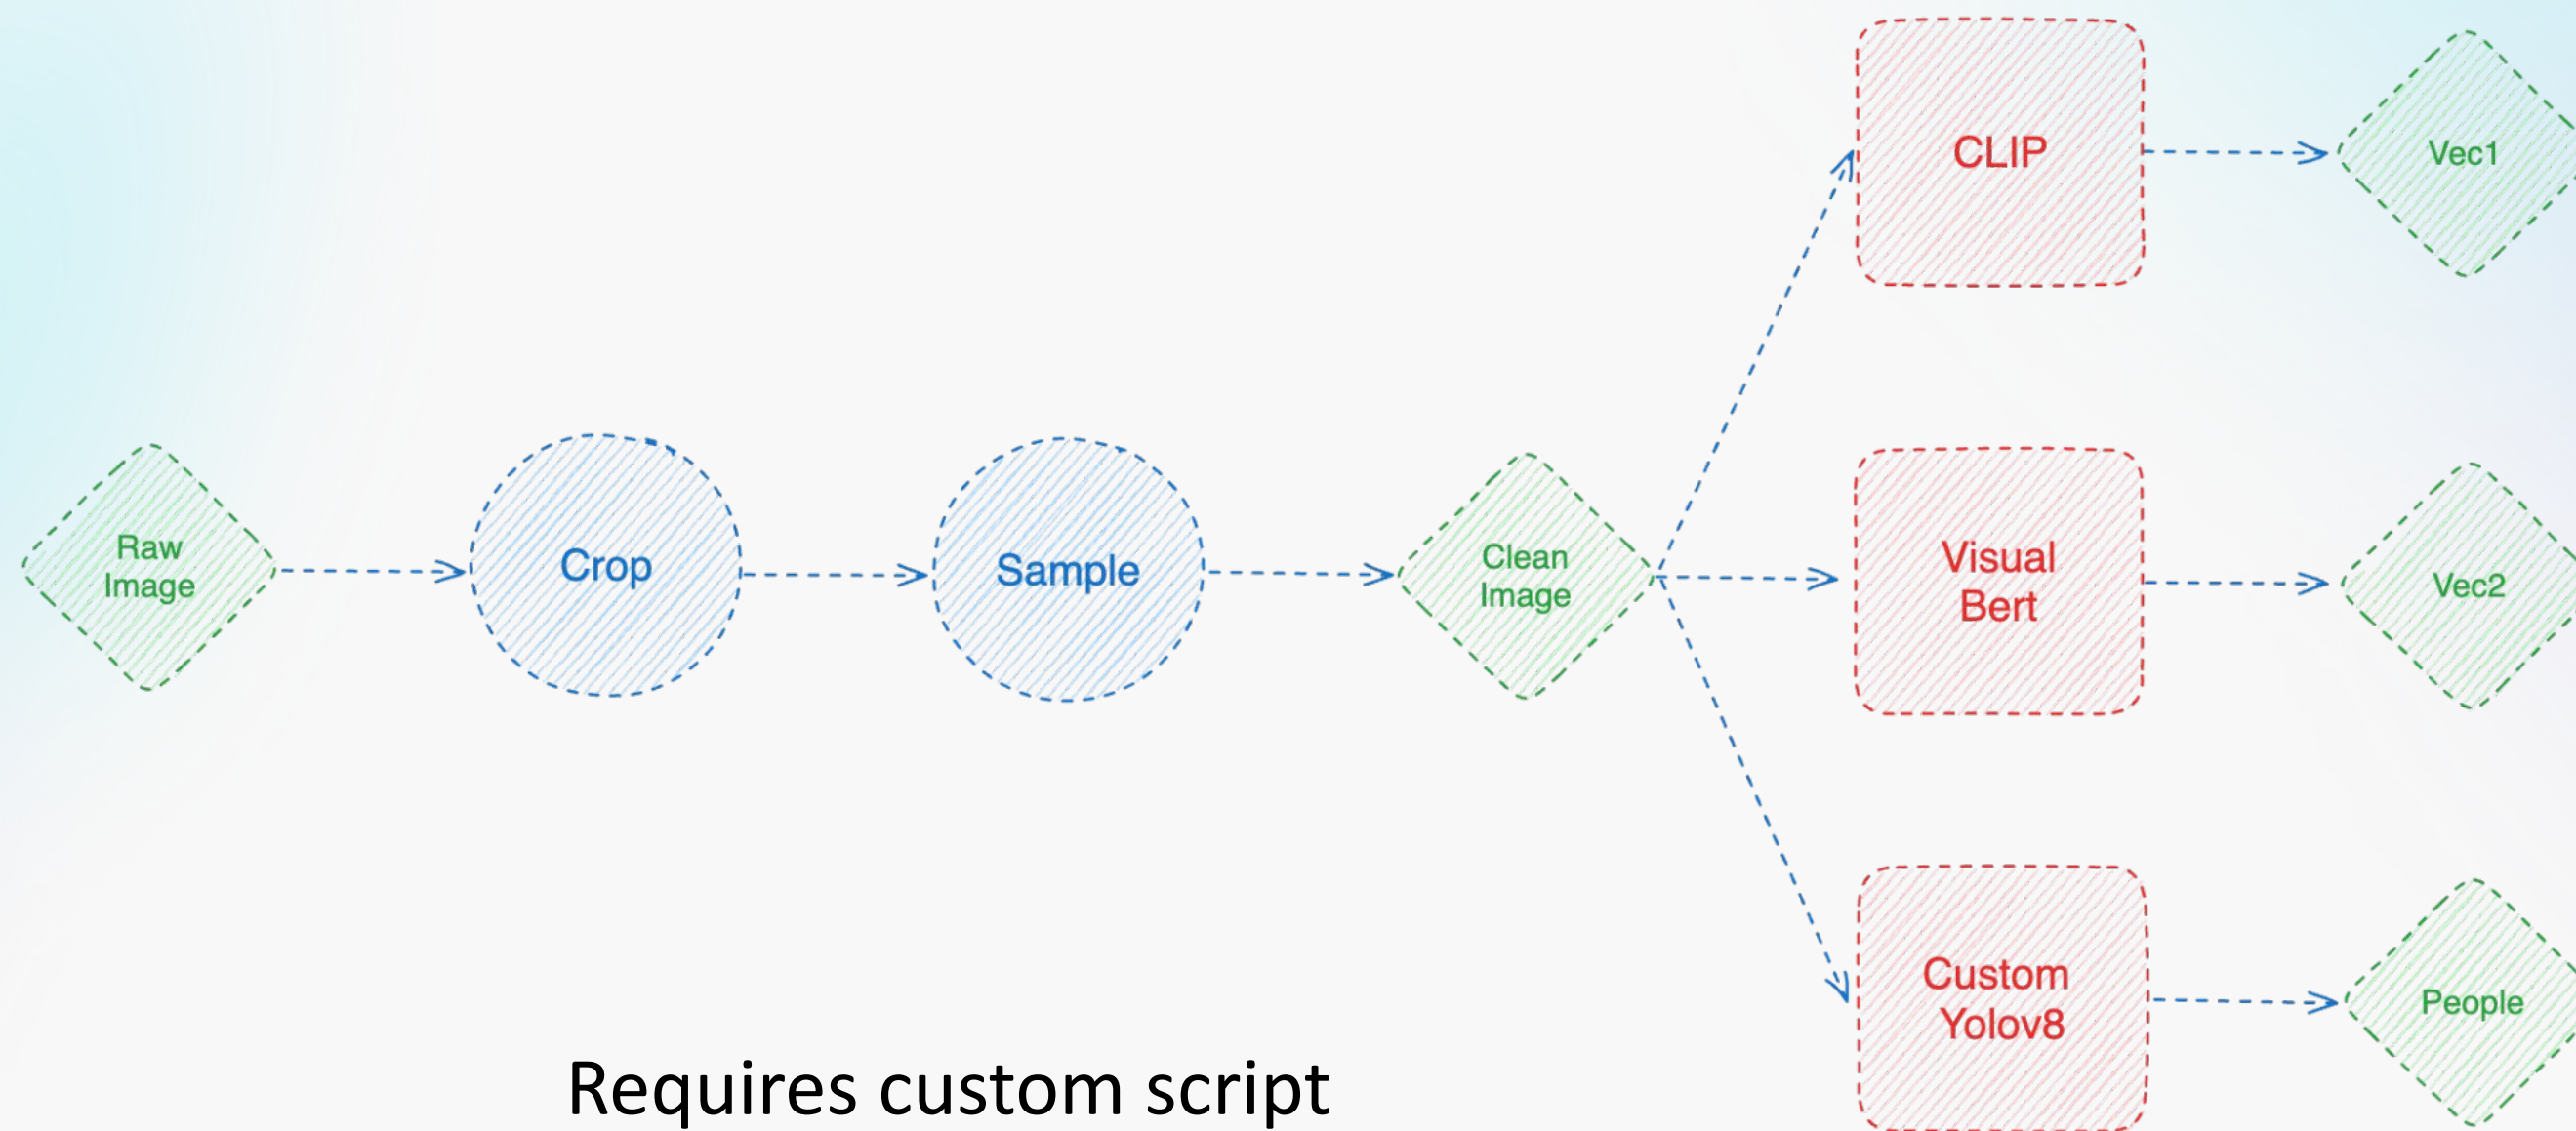 Raw
Image
Crop
Sample
Clean
Image
CLIP
Vec1
Visual
Bert
Vec2
Custom
Yolov8
People
Requires custom script